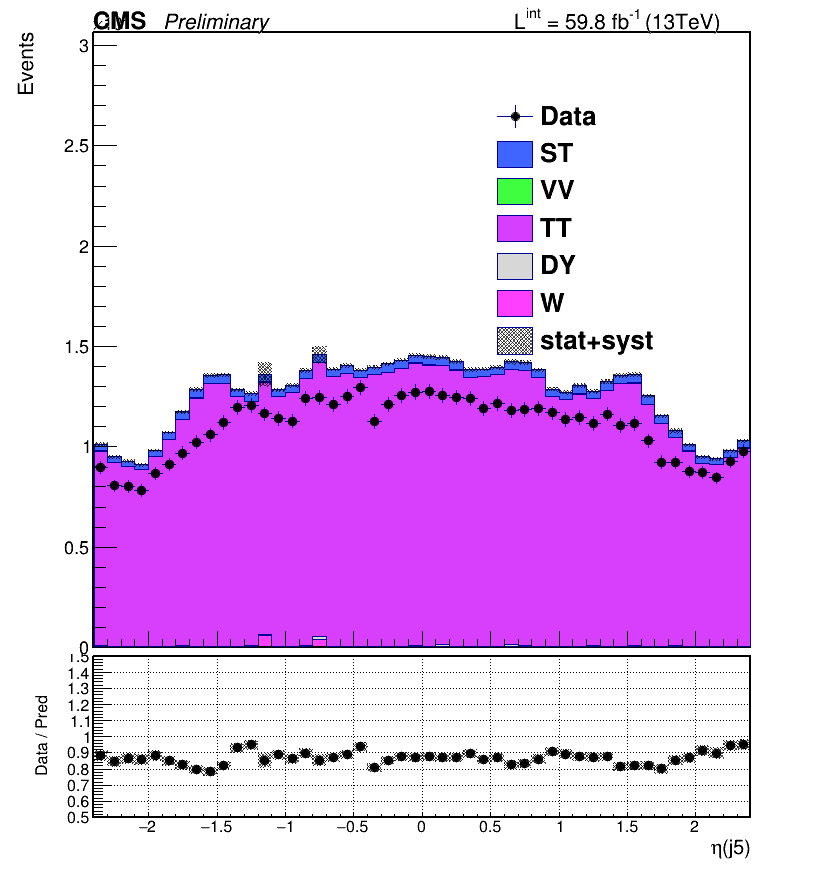 CMS Preliminary
L^int = 59.8 fb^-1 (13TeV)
Events
3
2.5
2
1.5
1
0.5
0
Data
ST
VV
TT
DY
W
stat+syst
Data / Pred
1.5
1.4
1.3
1.2
1.1
1
0.9
0.8
0.7
0.6
0.5
−2 −1.5 −1 −0.5 0 0.5 1 1.5 2
η(j5)